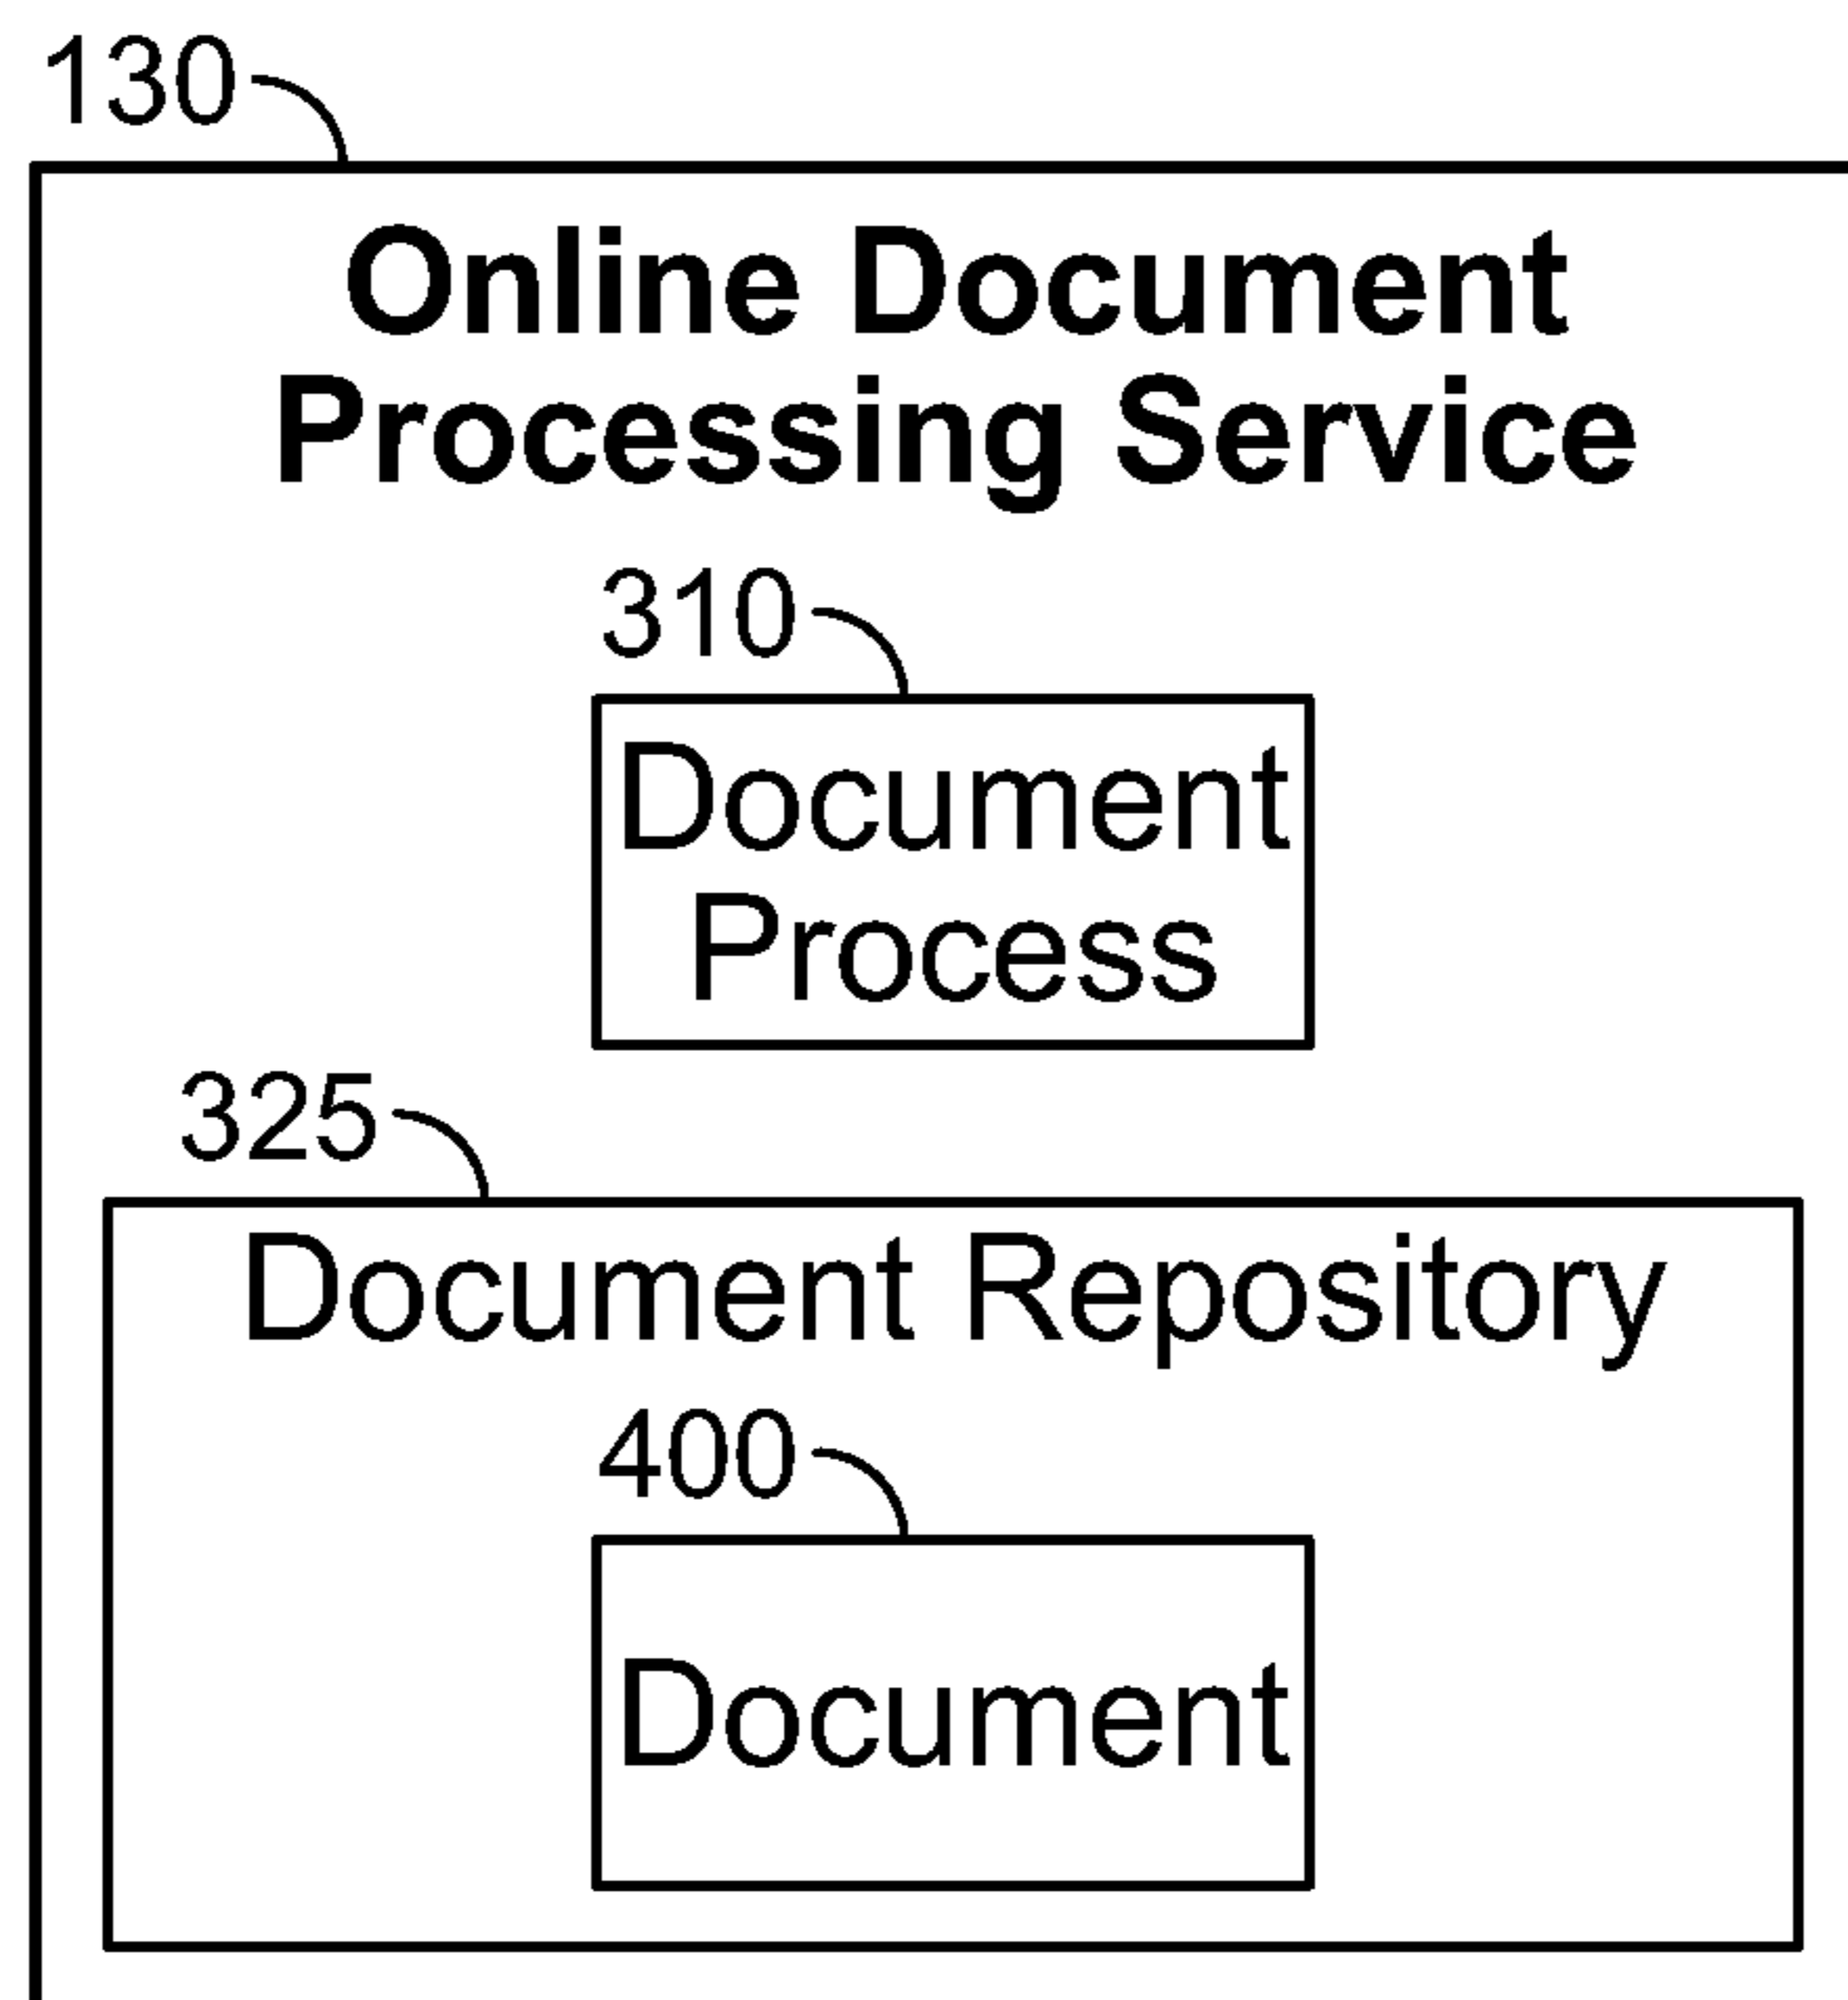 130
Online Document
Processing Service
310
Document
Process
325
Document Repository
400
Document